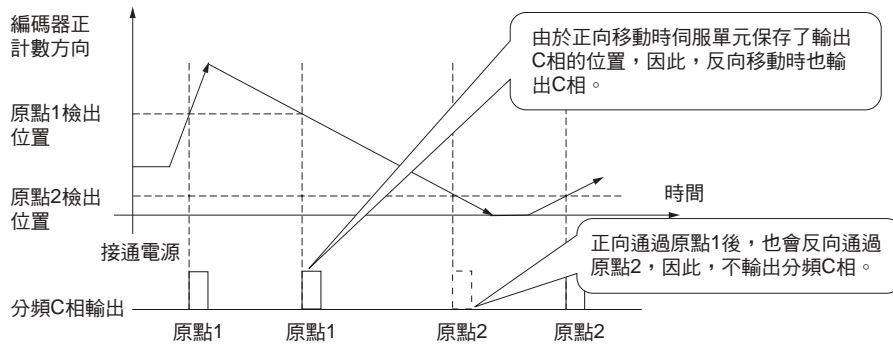 編碼器正
計數方向
由於正向移動時伺服單元保存了輸出
C相的位置，因此，反向移動時也輸
出C相。
原點1檢出
位置
原點2檢出
位置
時間
接通電源
正向通過原點1後，也會反向通過
原點2，因此，不輸出分頻C相。
分頻C相輸出
原點1
原點1
原點2
原點2